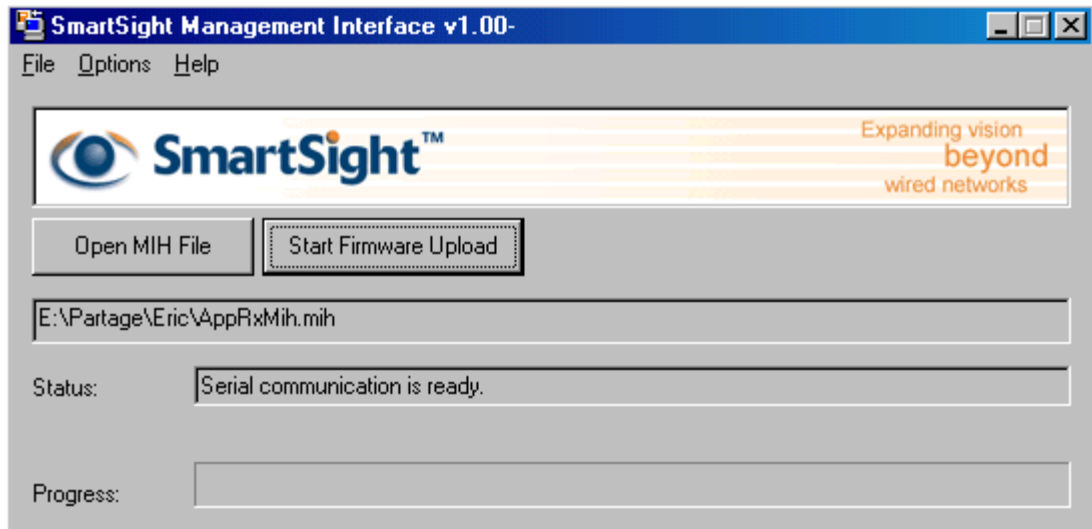 SmartSight Management Interface v1.00-
File Options Help
SmartSight™
Expanding vision
beyond
wired networks
Open MIH File Start Firmware Upload
E:\Partage\Eric\AppRxMih.mih
Status: Serial communication is ready.
Progress: